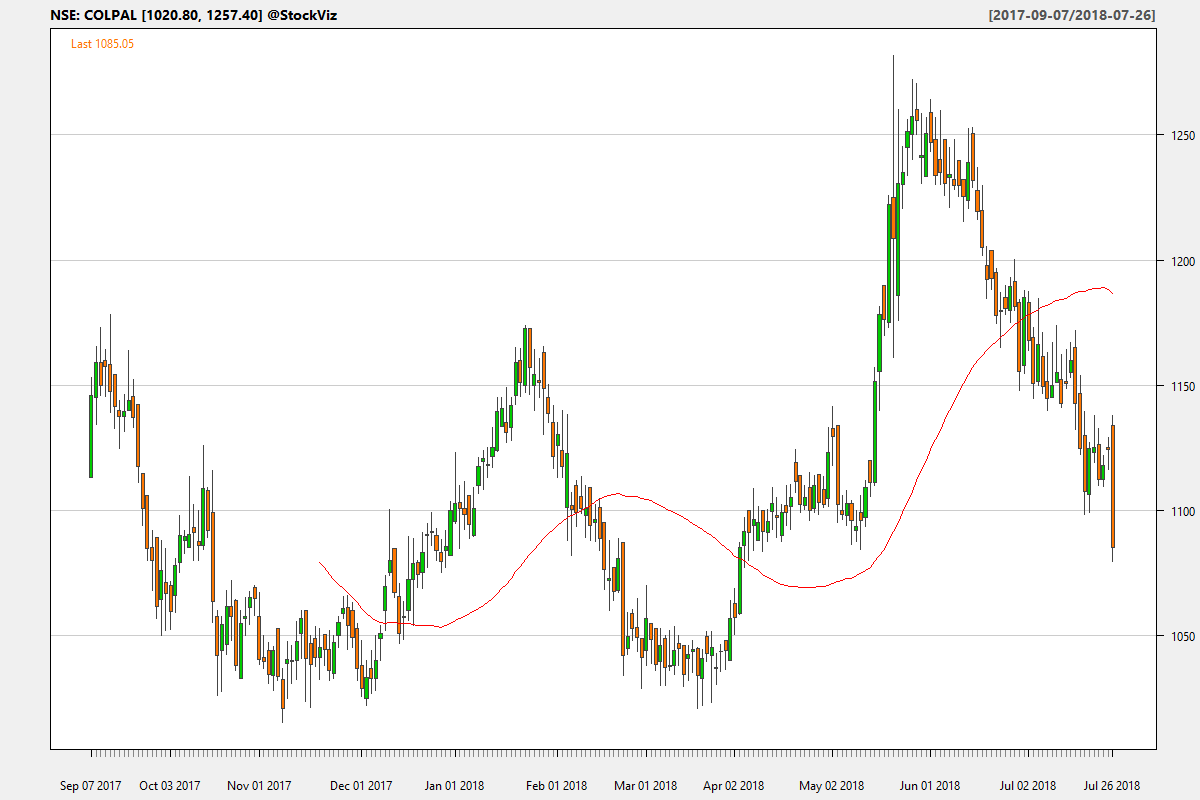 NSE: COLPAL [1020.80, 1257.40] @StockViz
[2017-09-07/2018-07-26]
Last 1085.05
1250
1200
1150
1100
1050
Sep 07 2017
Oct 03 2017
Nov 01 2017
Dec 01 2017
Jan 01 2018
Feb 01 2018
Mar 01 2018
Apr 02 2018
May 02 2018
Jun 01 2018
Jul 02 2018
Jul 26 2018